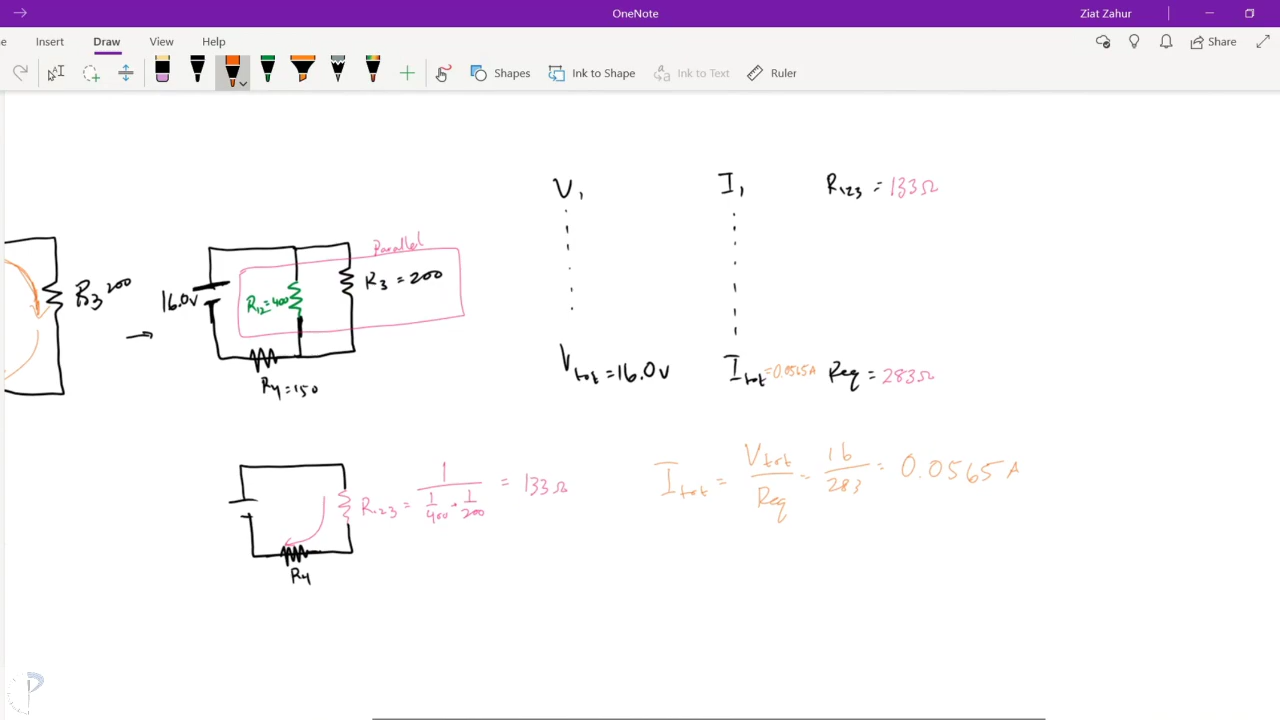 OneNote
Ziat Zahur
Insert Draw View Help
Share
Shapes
Ink to Shape
Ink to Text
Ruler
V₁
I₁
R₁₂₃ = 133Ω
Parallel
R₃ 200
16.0v
R₁₂=400
R₃ = 200
R₄=150
Vtot = 16.0v
Itot =0.0565A
Req = 283Ω
R₁₂₃ = 1 / (1/400 + 1/200) = 133Ω
R₄
Itot = Vtot / Req = 16 / 283 = 0.0565 A